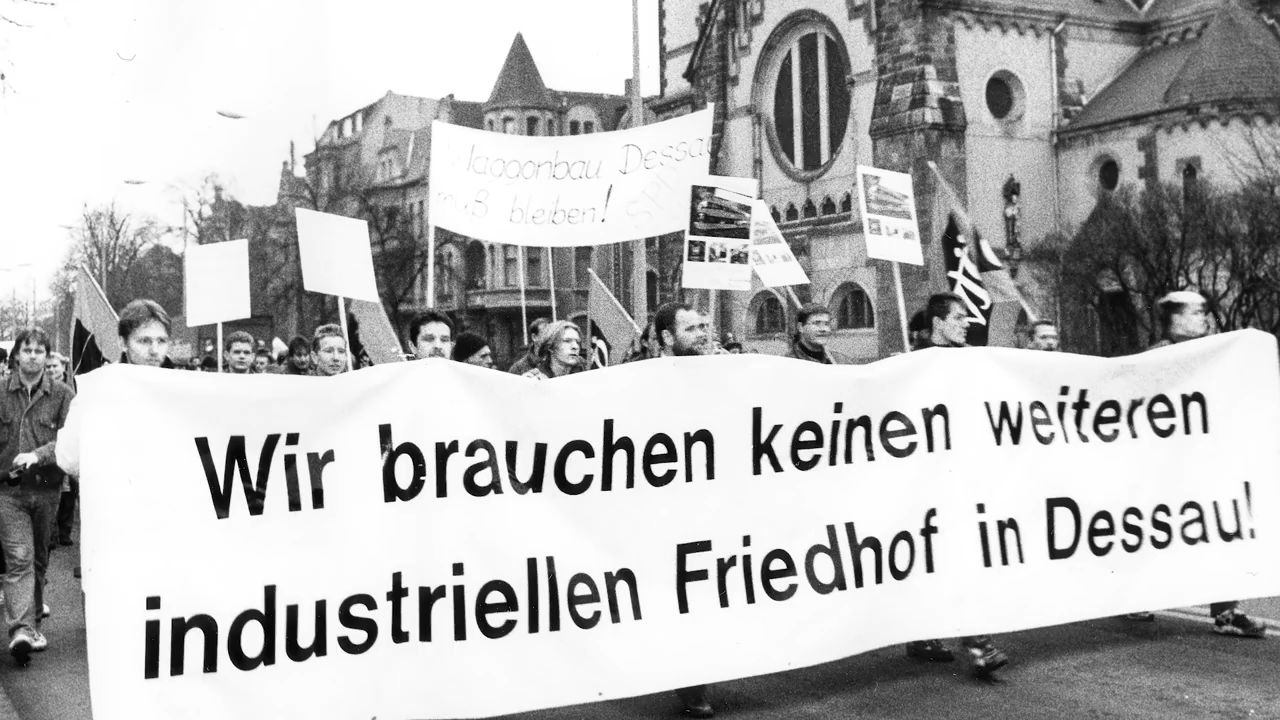 Waggonbau Dessau
muß bleiben!
Wir brauchen keinen weiteren
industriellen Friedhof in Dessau!